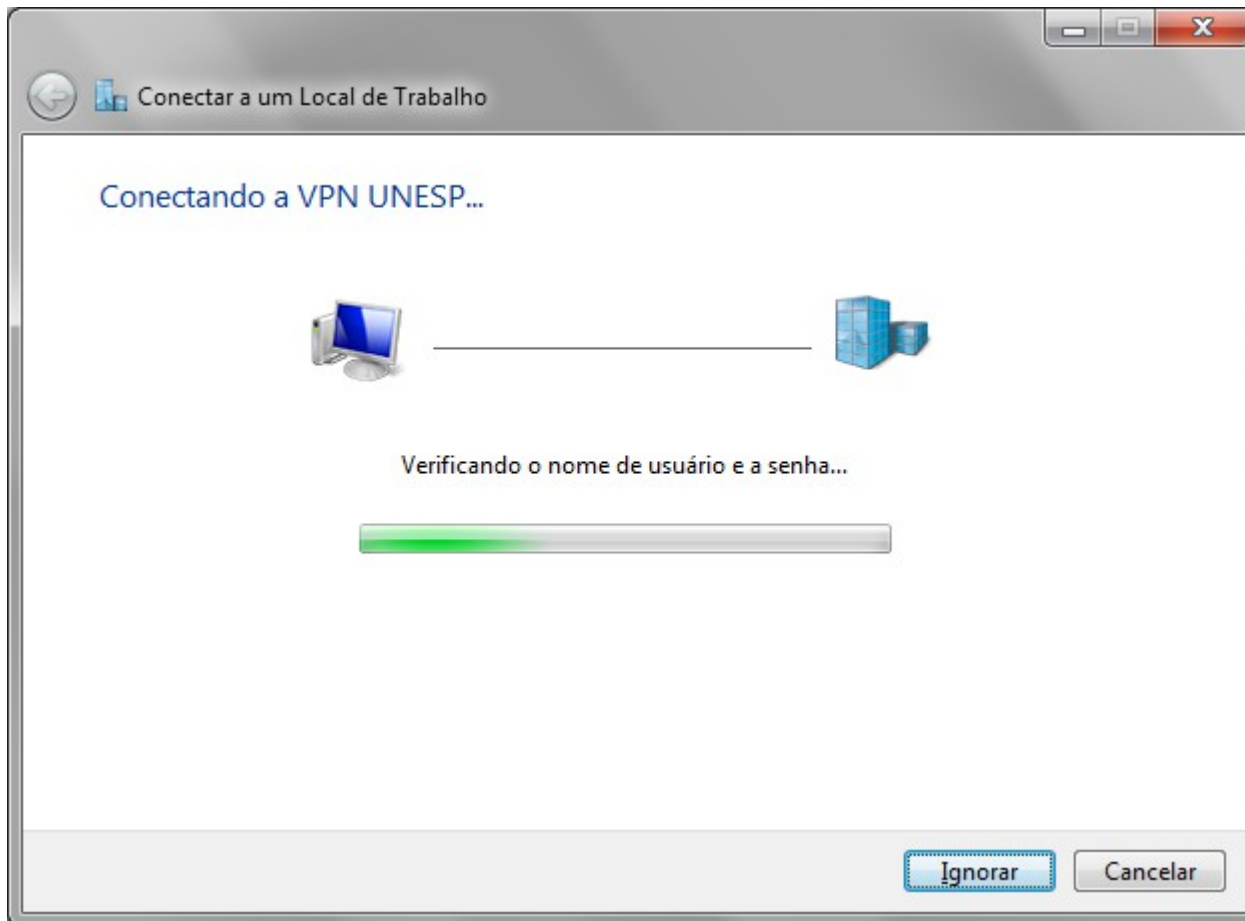 Conectar a um Local de Trabalho
Conectando a VPN UNESP...
Verificando o nome de usuário e a senha...
Ignorar
Cancelar